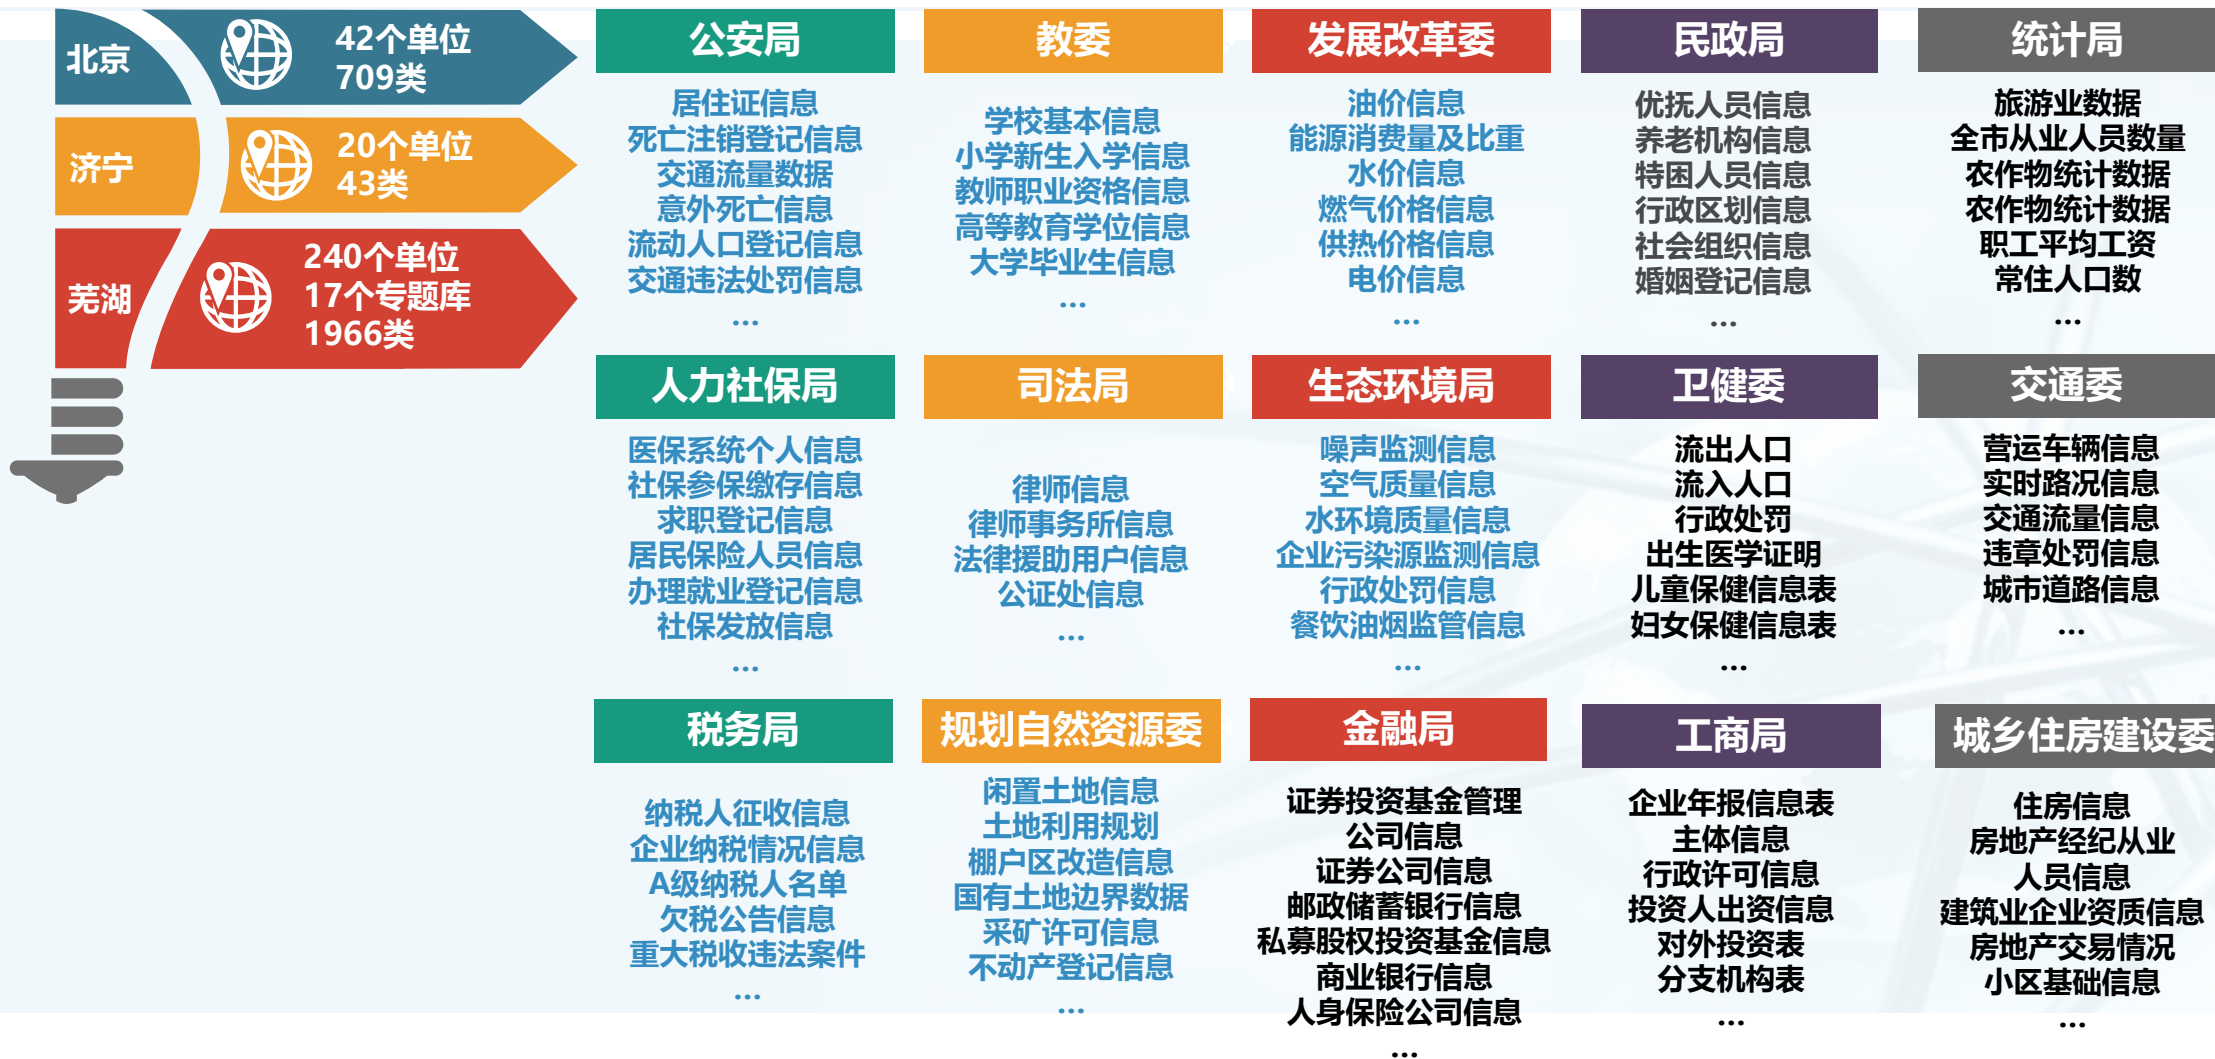 北京
42个单位
709类
济宁
20个单位
43类
芜湖
240个单位
17个专题库
1966类
公安局
居住证信息
死亡注销登记信息
交通流量数据
意外死亡信息
流动人口登记信息
交通违法处罚信息
...
教委
学校基本信息
小学新生入学信息
教师职业资格信息
高等教育学位信息
大学毕业生信息
...
发展改革委
油价信息
能源消费量及比重
水价信息
燃气价格信息
供热价格信息
电价信息
...
民政局
优抚人员信息
养老机构信息
特困人员信息
行政区划信息
社会组织信息
婚姻登记信息
...
统计局
旅游业数据
全市从业人员数量
农作物统计数据
农作物统计数据
职工平均工资
常住人口数
...
人力社保局
医保系统个人信息
社保参保缴存信息
求职登记信息
居民保险人员信息
办理就业登记信息
社保发放信息
...
司法局
律师信息
律师事务所信息
法律援助用户信息
公证处信息
...
生态环境局
噪声监测信息
空气质量信息
水环境质量信息
企业污染源监测信息
行政处罚信息
餐饮油烟监管信息
...
卫健委
流出人口
流入人口
行政处罚
出生医学证明
儿童保健信息表
妇女保健信息表
...
交通委
营运车辆信息
实时路况信息
交通流量信息
违章处罚信息
城市道路信息
...
税务局
纳税人征收信息
企业纳税情况信息
A级纳税人名单
欠税公告信息
重大税收违法案件
...
规划自然资源委
闲置土地信息
土地利用规划
棚户区改造信息
国有土地边界数据
采矿许可信息
不动产登记信息
...
金融局
证券投资基金管理
公司信息
证券公司信息
邮政储蓄银行信息
私募股权投资基金信息
商业银行信息
人身保险公司信息
...
工商局
企业年报信息表
主体信息
行政许可信息
投资人出资信息
对外投资表
分支机构表
...
城乡住房建设委
住房信息
房地产经纪从业
人员信息
建筑业企业资质信息
房地产交易情况
小区基础信息
...